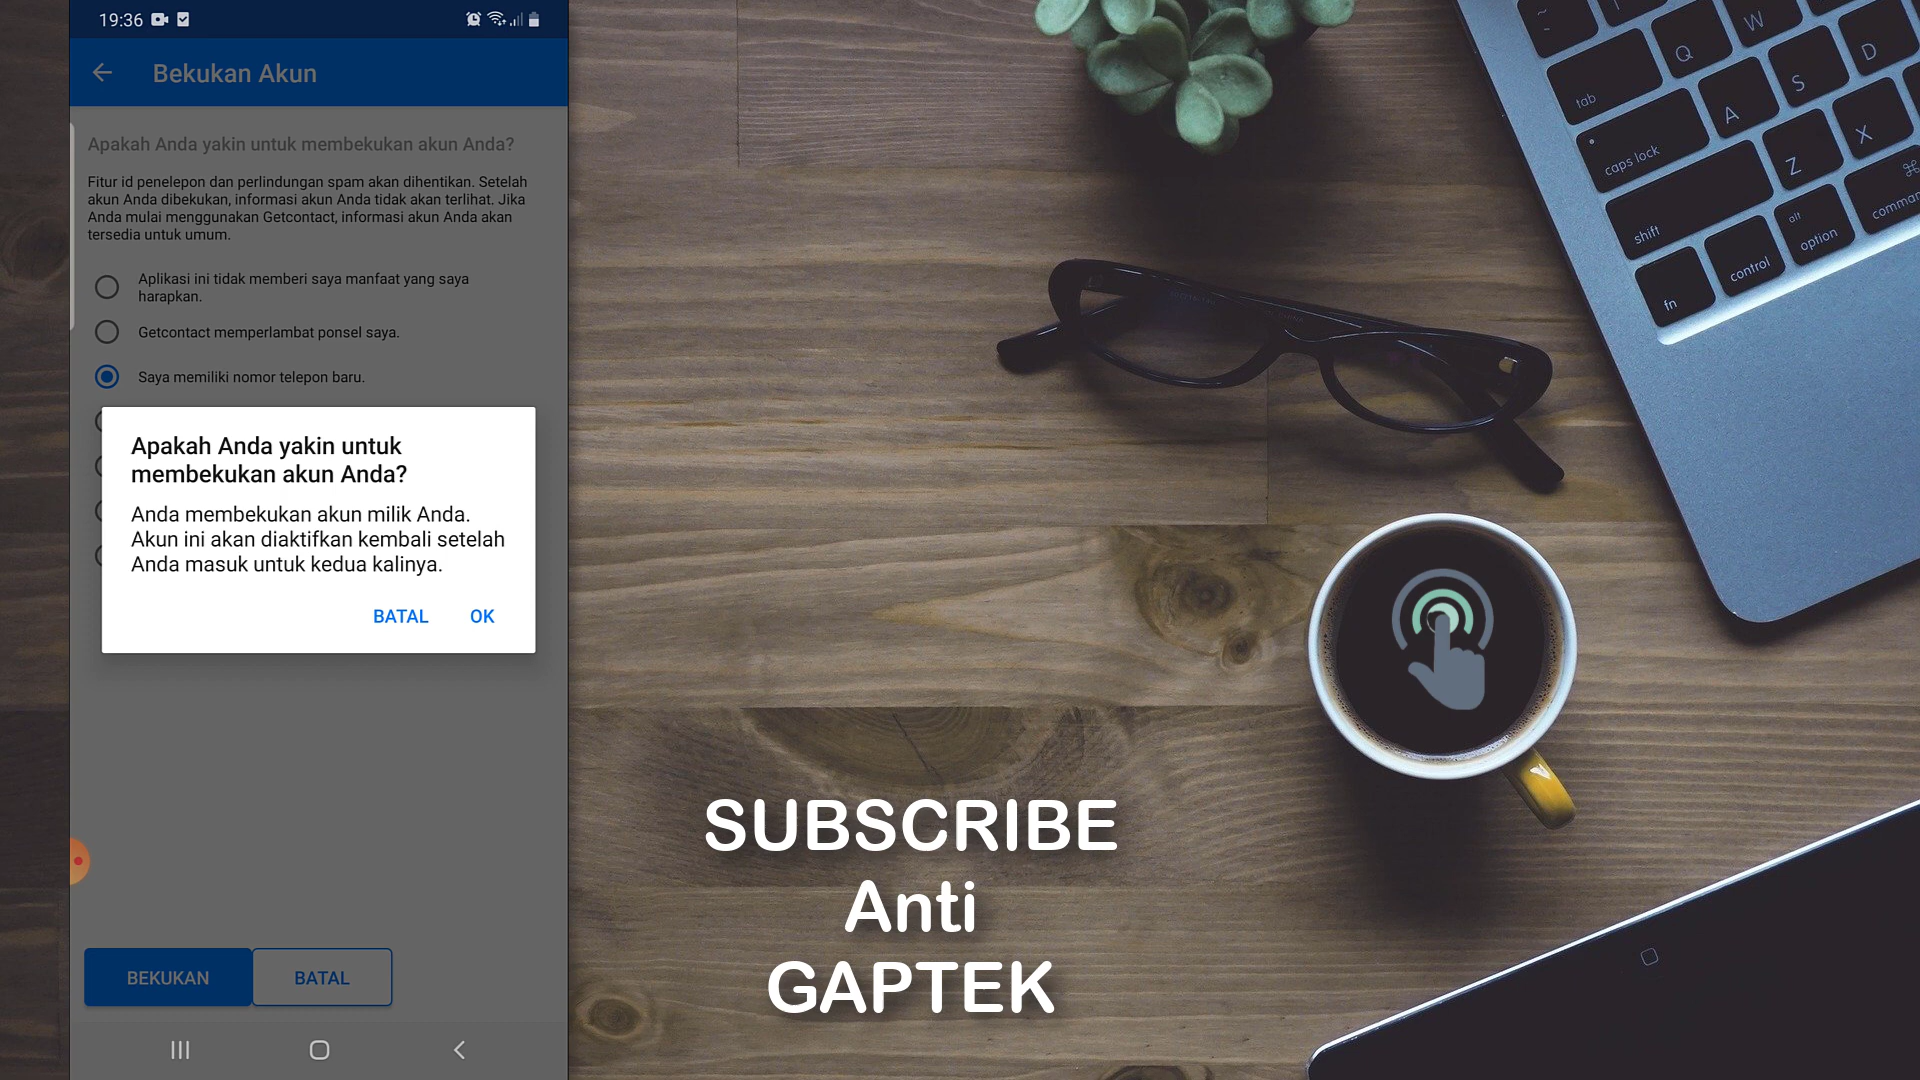 19:36
Bekukan Akun
Apakah Anda yakin untuk membekukan akun Anda?
Fitur id penelepon dan perlindungan spam akan dihentikan. Setelah
akun Anda dibekukan, informasi akun Anda tidak akan terlihat. Jika
Anda mulai menggunakan Getcontact, informasi akun Anda akan
tersedia untuk umum.
Aplikasi ini tidak memberi saya manfaat yang saya
harapkan.
Getcontact memperlambat ponsel saya.
Saya memiliki nomor telepon baru.
Apakah Anda yakin untuk
membekukan akun Anda?
Anda membekukan akun milik Anda.
Akun ini akan diaktifkan kembali setelah
Anda masuk untuk kedua kalinya.
BATAL OK
BEKUKAN BATAL
SUBSCRIBE
Anti
GAPTEK
Q W
tab A S D
caps lock Z X
shift alt ⌘
fn control option